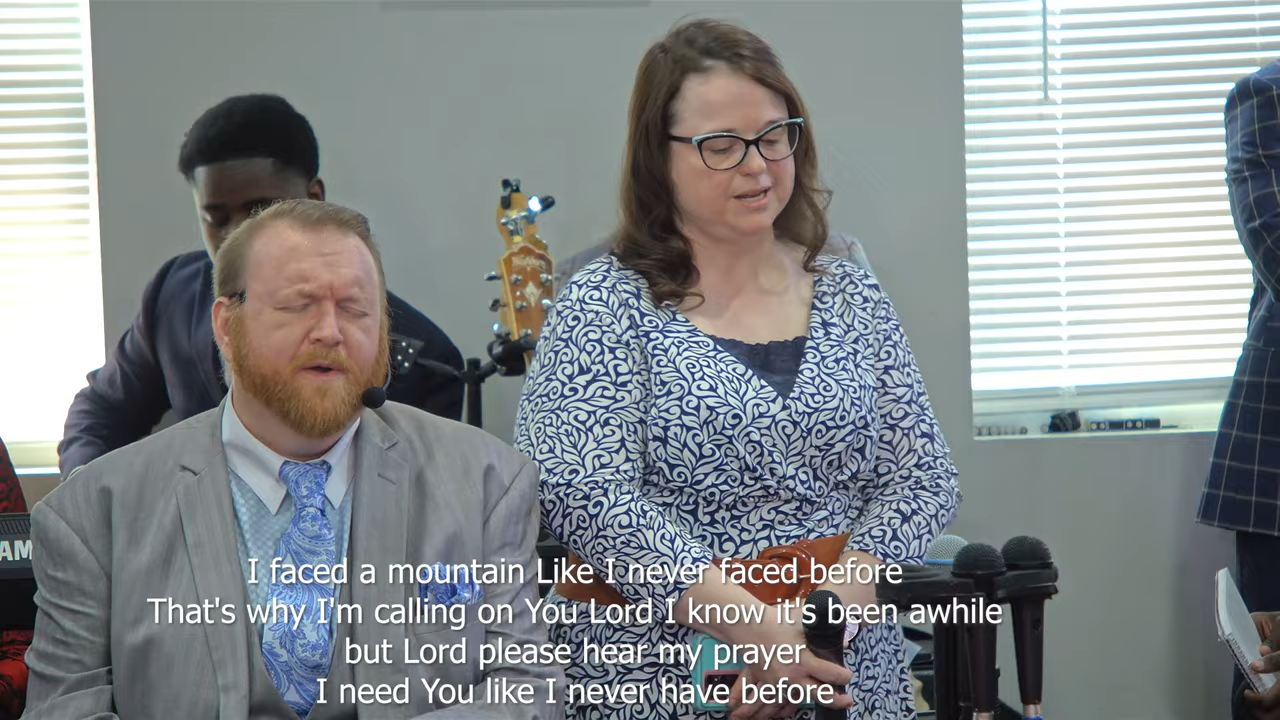 AM
I faced a mountain Like I never faced before
That's why I'm calling on You Lord I know it's been awhile
but Lord please hear my prayer
I need You like I never have before